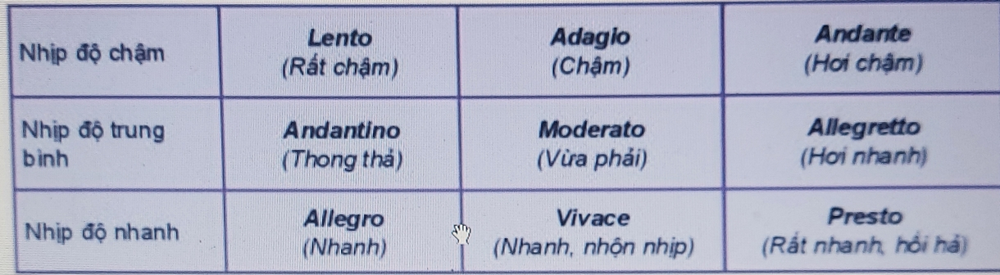 Nhịp độ chậm
Lento
(Rất chậm)
Adagio
(Chậm)
Andante
(Hơi chậm)
Nhịp độ trung
bình
Andantino
(Thong thả)
Moderato
(Vừa phải)
Allegretto
(Hơi nhanh)
Nhịp độ nhanh
Allegro
(Nhanh)
Vivace
(Nhanh, nhộn nhịp)
Presto
(Rất nhanh, hối hả)